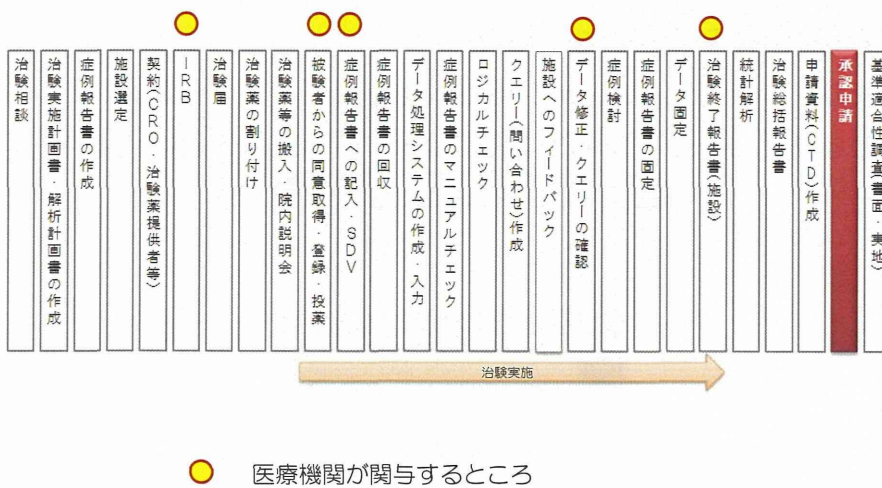 治験相談
治験実施計画書・解析計画書の作成
症例報告書の作成
施設選定
契約(CRO・治験薬提供者等)
IRB
治験届
治験薬の割り付け
治験薬等の搬入・院内説明会
被験者からの同意取得・登録・投薬
症例報告書への記入・SDV
症例報告書の回収
データ処理システムの作成・入力
症例報告書のマニュアルチェック
ロジカルチェック
クエリー(問い合わせ)作成
施設へのフィードバック
データ修正・クエリーの確認
症例検討
症例報告書の固定
データ固定
治験終了報告書(施設)
統計解析
治験総括報告書
申請資料(CTD)作成
承認申請
基準適合性調査(書面・実地)
治験実施
医療機関が関与するところ